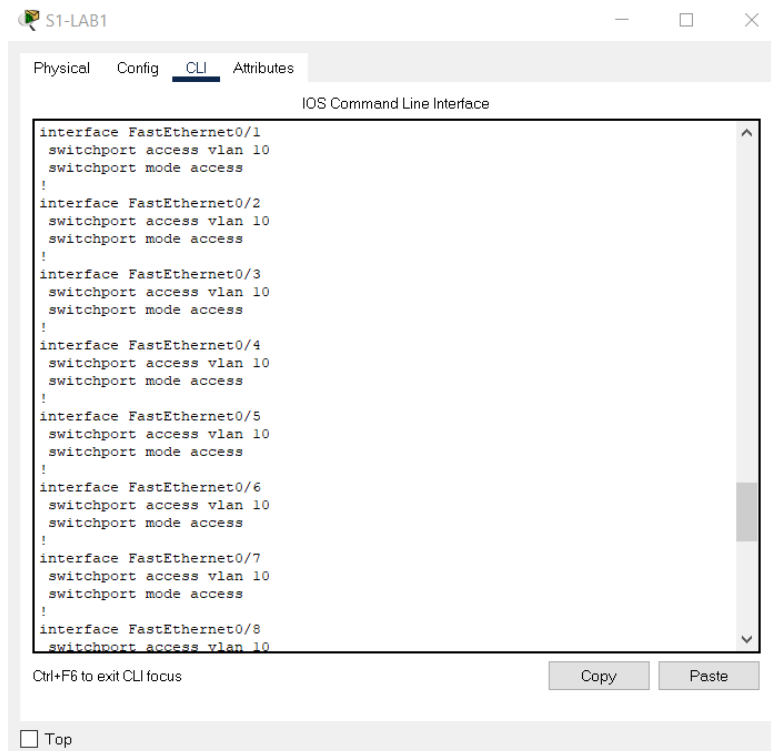 S1-LAB1
Physical Config CLI Attributes
IOS Command Line Interface
interface FastEthernet0/1
switchport access vlan 10
switchport mode access
!
interface FastEthernet0/2
switchport access vlan 10
switchport mode access
!
interface FastEthernet0/3
switchport access vlan 10
switchport mode access
!
interface FastEthernet0/4
switchport access vlan 10
switchport mode access
!
interface FastEthernet0/5
switchport access vlan 10
switchport mode access
!
interface FastEthernet0/6
switchport access vlan 10
switchport mode access
!
interface FastEthernet0/7
switchport access vlan 10
switchport mode access
!
interface FastEthernet0/8
switchport access vlan 10
Ctrl+F6 to exit CLI focus Copy Paste
Top